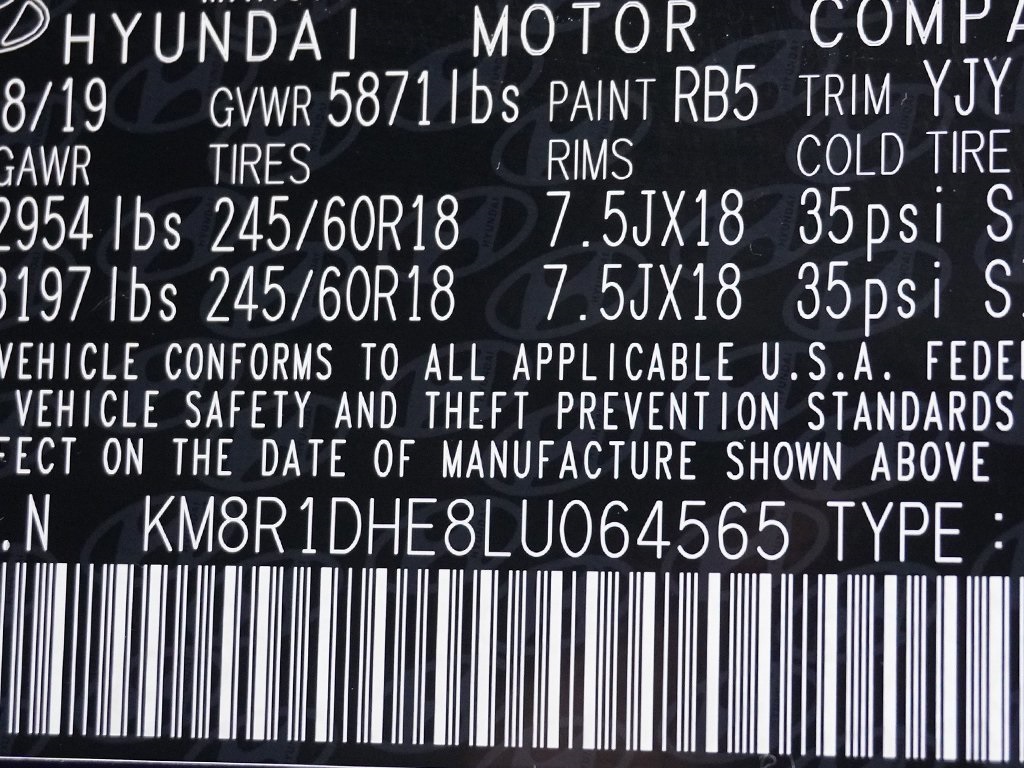 HYUNDAI MOTOR COMPA
8/19 GVWR 5871 lbs PAINT RB5 TRIM YJY
GAWR TIRES RIMS COLD TIRE
2954 lbs 245/60R18 7.5JX18 35psi S
3197 lbs 245/60R18 7.5JX18 35psi S
VEHICLE CONFORMS TO ALL APPLICABLE U.S.A. FEDE
VEHICLE SAFETY AND THEFT PREVENTION STANDARDS
FECT ON THE DATE OF MANUFACTURE SHOWN ABOVE
.N KM8R1DHE8LU064565 TYPE :